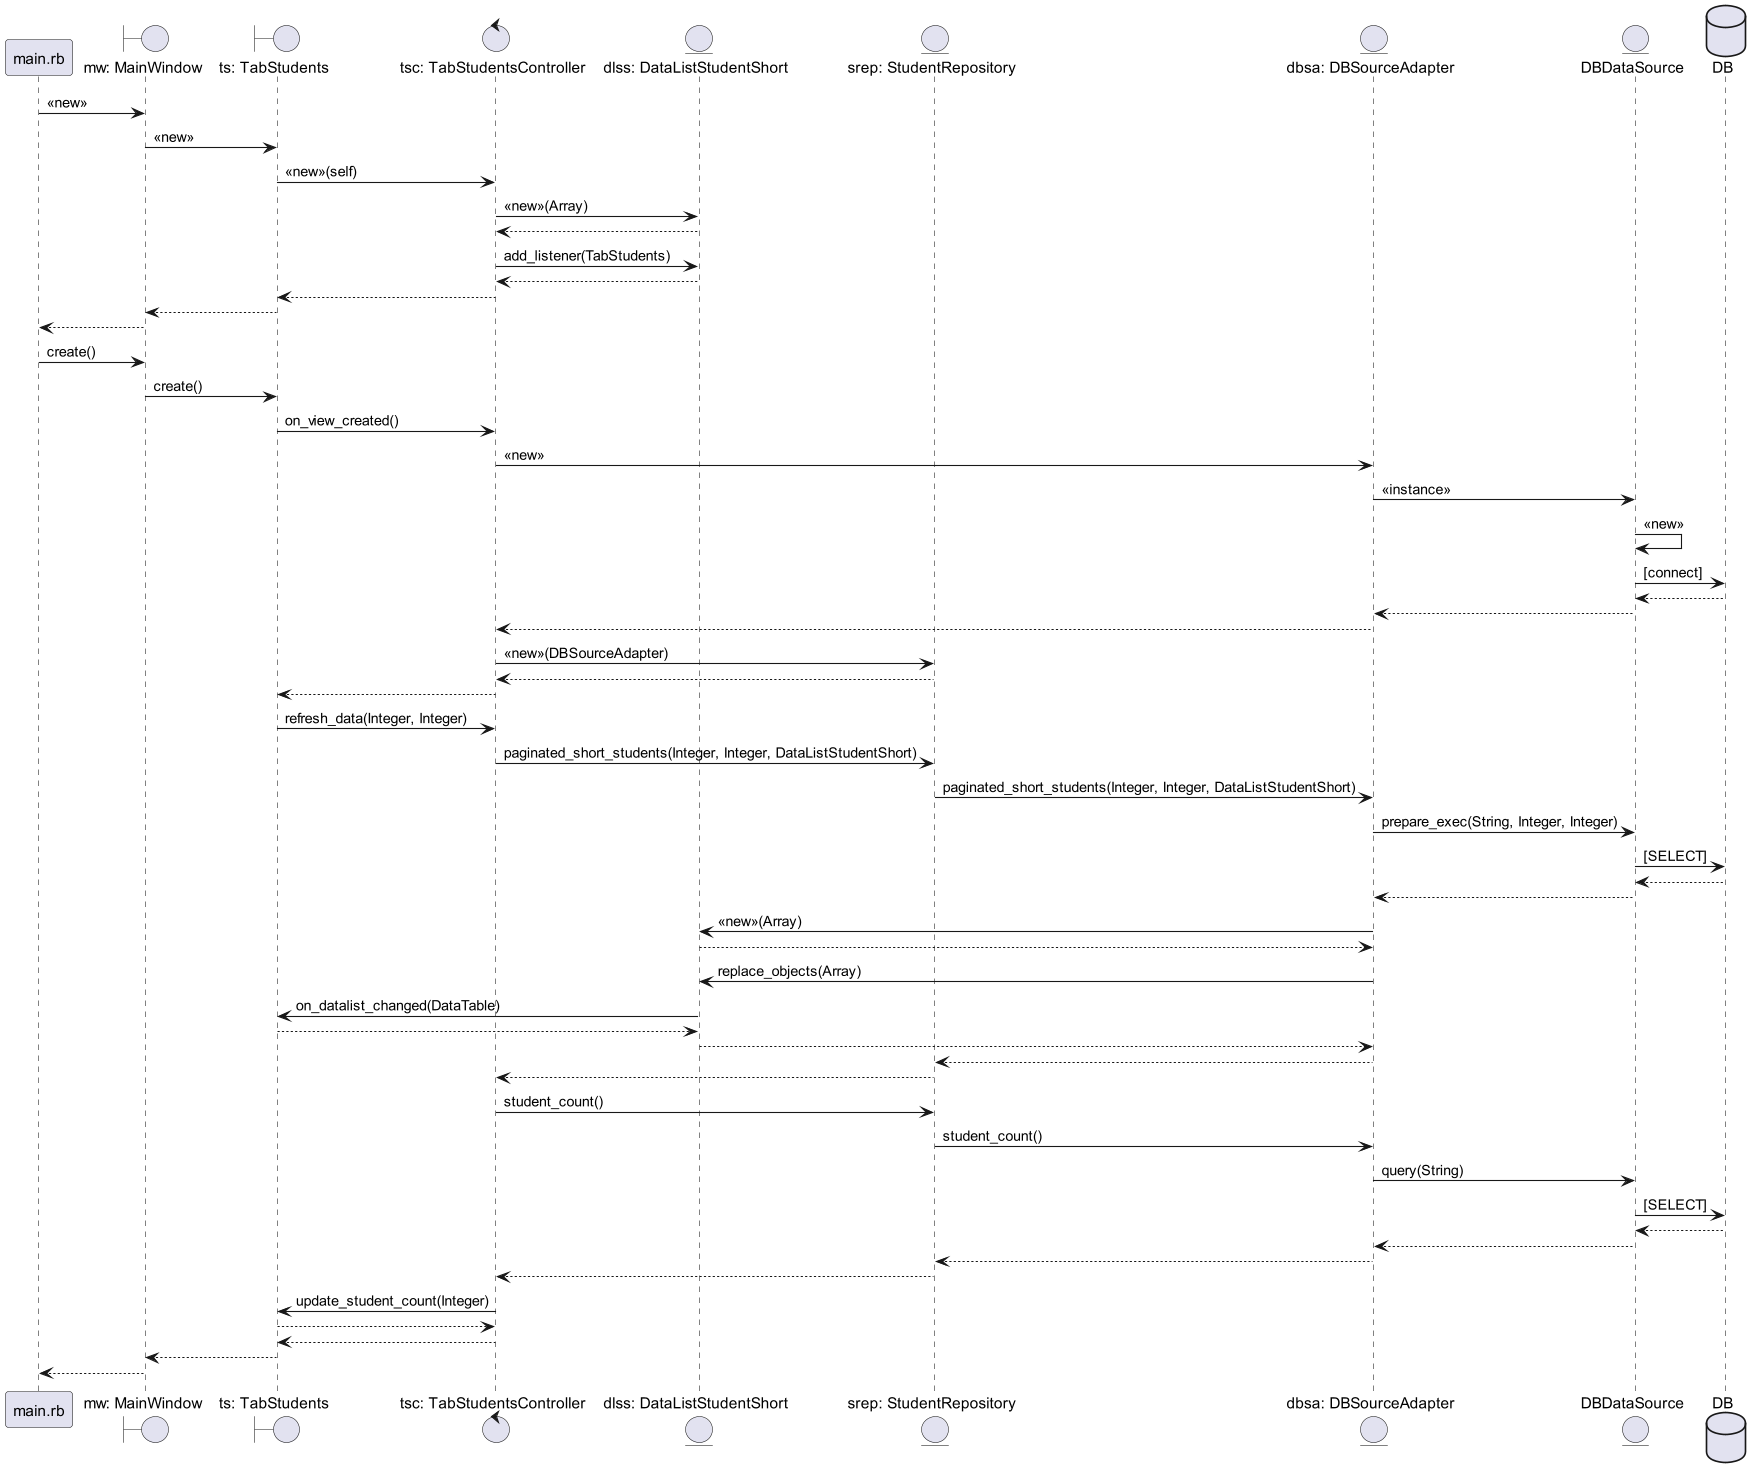 main.rb
mw: MainWindow
ts: TabStudents
tsc: TabStudentsController
dlss: DataListStudentShort
srep: StudentRepository
dbsa: DBSourceAdapter
DBDataSource
DB
«new»
«new»
«new»(self)
«new»(Array)
add_listener(TabStudents)
create()
create()
on_view_created()
«new»
«instance»
«new»
[connect]
«new»(DBSourceAdapter)
refresh_data(Integer, Integer)
paginated_short_students(Integer, Integer, DataListStudentShort)
paginated_short_students(Integer, Integer, DataListStudentShort)
prepare_exec(String, Integer, Integer)
[SELECT]
«new»(Array)
replace_objects(Array)
on_datalist_changed(DataTable)
student_count()
student_count()
query(String)
[SELECT]
update_student_count(Integer)
main.rb
mw: MainWindow
ts: TabStudents
tsc: TabStudentsController
dlss: DataListStudentShort
srep: StudentRepository
dbsa: DBSourceAdapter
DBDataSource
DB